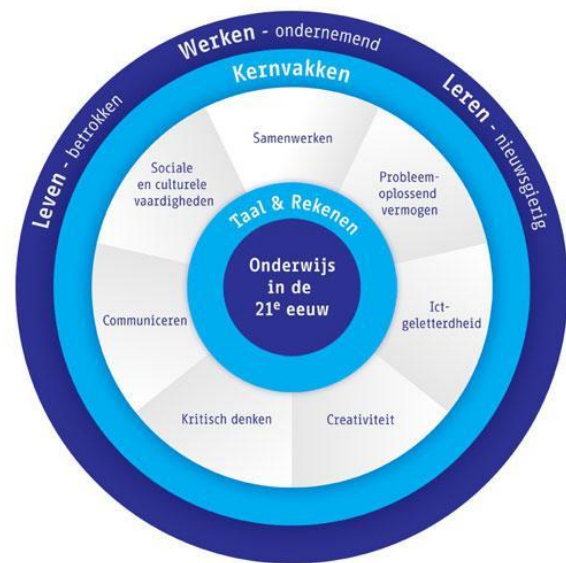 Werken - ondernemend
Leren - nieuwsgierig
Leven - betrokken
Kernvakken
Samenwerken
Probleem-
oplossend
vermogen
Ict-
geletterdheid
Creativiteit
Kritisch denken
Communiceren
Sociale
en culturele
vaardigheden
Taal & Rekenen
Onderwijs
in de
21e eeuw